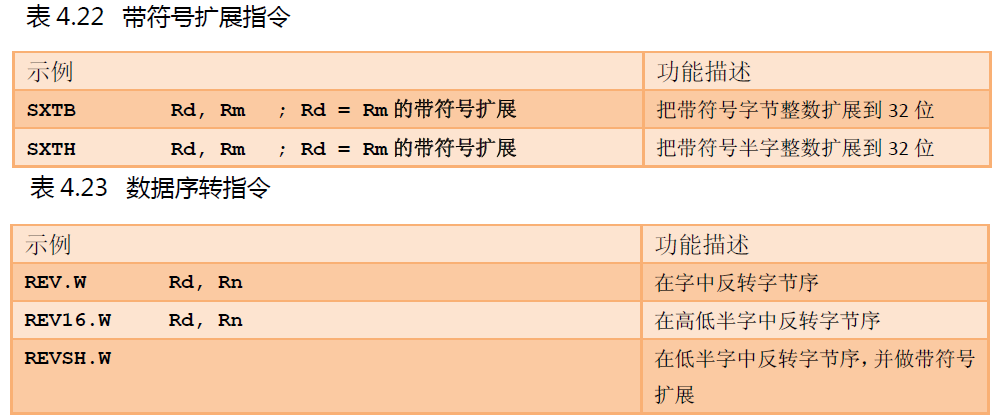 表 4.22 带符号扩展指令
示例 功能描述
SXTB Rd, Rm ; Rd = Rm 的带符号扩展 把带符号字节整数扩展到 32 位
SXTH Rd, Rm ; Rd = Rm 的带符号扩展 把带符号半字整数扩展到 32 位
表 4.23 数据序转指令
示例 功能描述
REV.W Rd, Rn 在字中反转字节序
REV16.W Rd, Rn 在高低半字中反转字节序
REVSH.W 在低半字中反转字节序，并做带符号
扩展